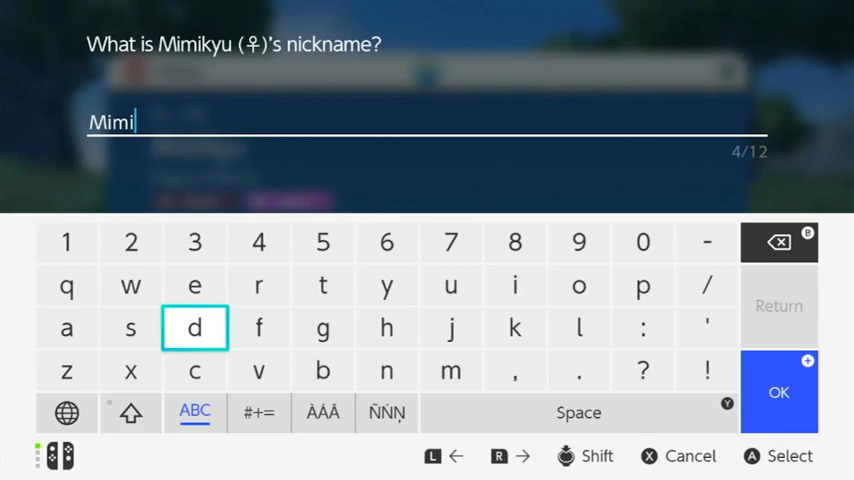 What is Mimikyu (♀)'s nickname?
Mimi
4/12
1 2 3 4 5 6 7 8 9 0 - B
q w e r t y u i o p / Return
a s d f g h j k l : '
z x c v b n m , . ? ! + OK
ABC #+= ÀÁÂ ÑŃŅ Space Y
L ← R → Shift X Cancel A Select